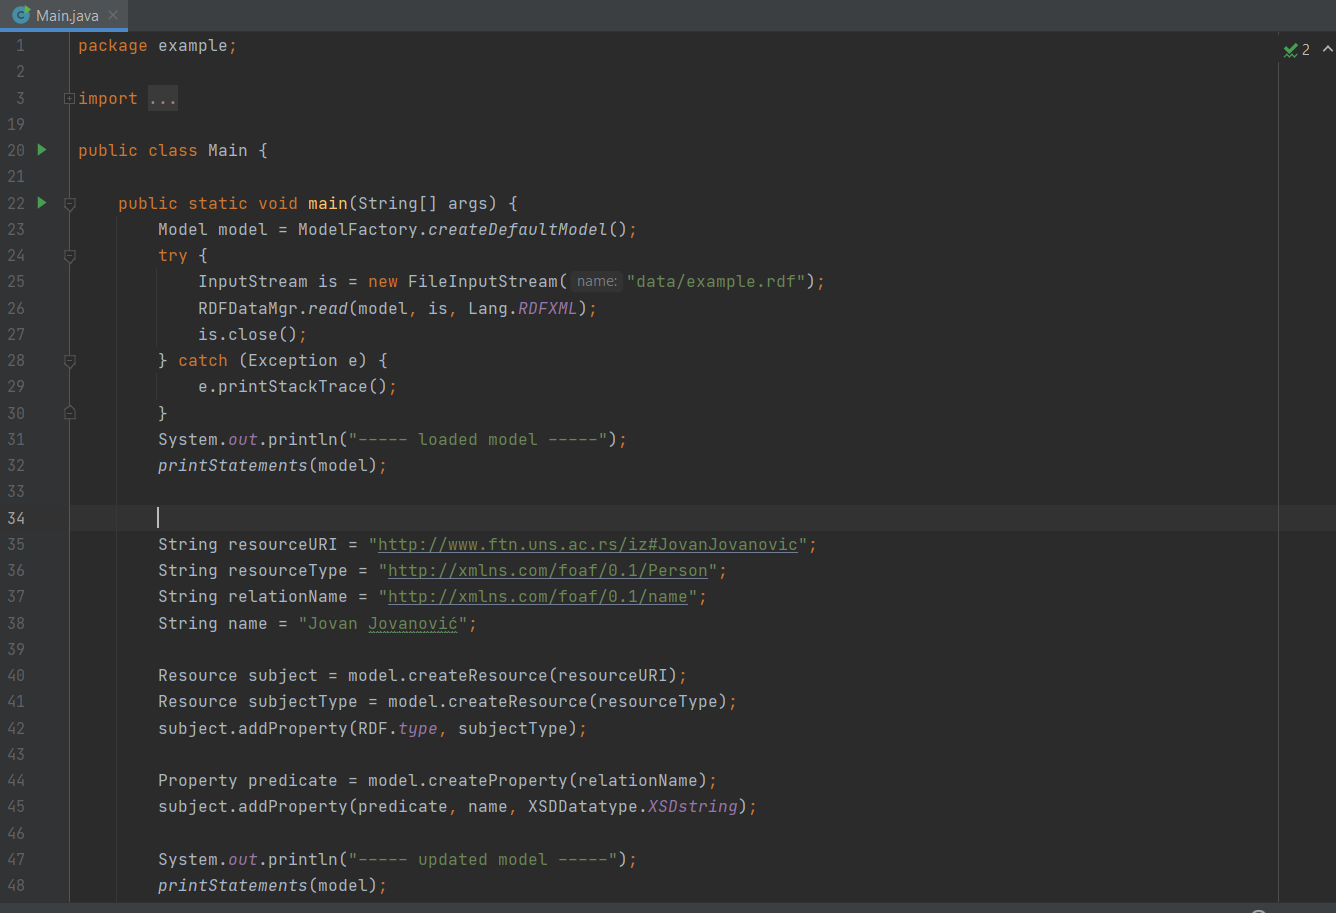 Main.java
2
1 package example;
2
3 import ...
19
20 public class Main {
21
22 public static void main(String[] args) {
23 Model model = ModelFactory.createDefaultModel();
24 try {
25 InputStream is = new FileInputStream( name: "data/example.rdf");
26 RDFDataMgr.read(model, is, Lang.RDFXML);
27 is.close();
28 } catch (Exception e) {
29 e.printStackTrace();
30 }
31 System.out.println("----- loaded model -----");
32 printStatements(model);
33
34
35 String resourceURI = "http://www.ftn.uns.ac.rs/iz#JovanJovanovic";
36 String resourceType = "http://xmlns.com/foaf/0.1/Person";
37 String relationName = "http://xmlns.com/foaf/0.1/name";
38 String name = "Jovan Jovanović";
39
40 Resource subject = model.createResource(resourceURI);
41 Resource subjectType = model.createResource(resourceType);
42 subject.addProperty(RDF.type, subjectType);
43
44 Property predicate = model.createProperty(relationName);
45 subject.addProperty(predicate, name, XSDDatatype.XSDstring);
46
47 System.out.println("----- updated model -----");
48 printStatements(model);